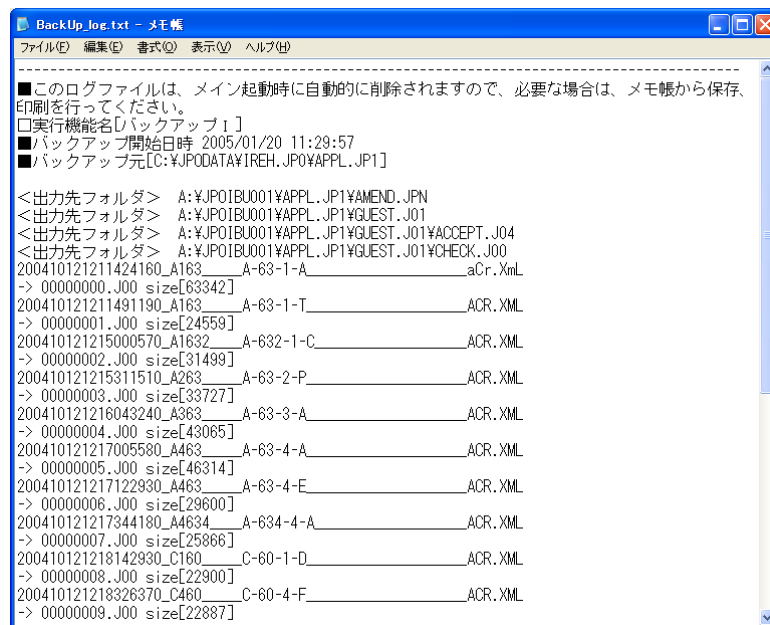 BackUp_log.txt - メモ帳
ファイル(F) 編集(E) 書式(O) 表示(V) ヘルプ(H)
--------------------------------------------------------------------------------
■このログファイルは、メイン起動時に自動的に削除されますので、必要な場合は、メモ帳から保存、
印刷を行ってください。
□実行機能名[バックアップⅠ]
■バックアップ開始日時 2005/01/20 11:29:57
■バックアップ元[C:¥JPODATA¥IREH.JP0¥APPL.JP1]
<出力先フォルダ> A:¥JPOIBU001¥APPL.JP1¥AMEND.JPN
<出力先フォルダ> A:¥JPOIBU001¥APPL.JP1¥GUEST.J01
<出力先フォルダ> A:¥JPOIBU001¥APPL.JP1¥GUEST.J01¥ACCEPT.J04
<出力先フォルダ> A:¥JPOIBU001¥APPL.JP1¥GUEST.J01¥CHECK.J00
200410121211424160_A163_____A-63-1-A_______________________aCr.XmL
-> 00000000.J00 size[63342]
200410121211491190_A163_____A-63-1-T_______________________ACR.XML
-> 00000001.J00 size[24559]
200410121215000570_A1632____A-632-1-C______________________ACR.XML
-> 00000002.J00 size[31499]
200410121215311510_A263_____A-63-2-P_______________________ACR.XML
-> 00000003.J00 size[33727]
200410121216043240_A363_____A-63-3-A_______________________ACR.XML
-> 00000004.J00 size[43065]
200410121217005580_A463_____A-63-4-A_______________________ACR.XML
-> 00000005.J00 size[46314]
200410121217122930_A463_____A-63-4-E_______________________ACR.XML
-> 00000006.J00 size[29600]
200410121217344180_A4634____A-634-4-A______________________ACR.XML
-> 00000007.J00 size[25866]
200410121218142930_C160_____C-60-1-D_______________________ACR.XML
-> 00000008.J00 size[22900]
200410121218326370_C460_____C-60-4-F_______________________ACR.XML
-> 00000009.J00 size[22887]